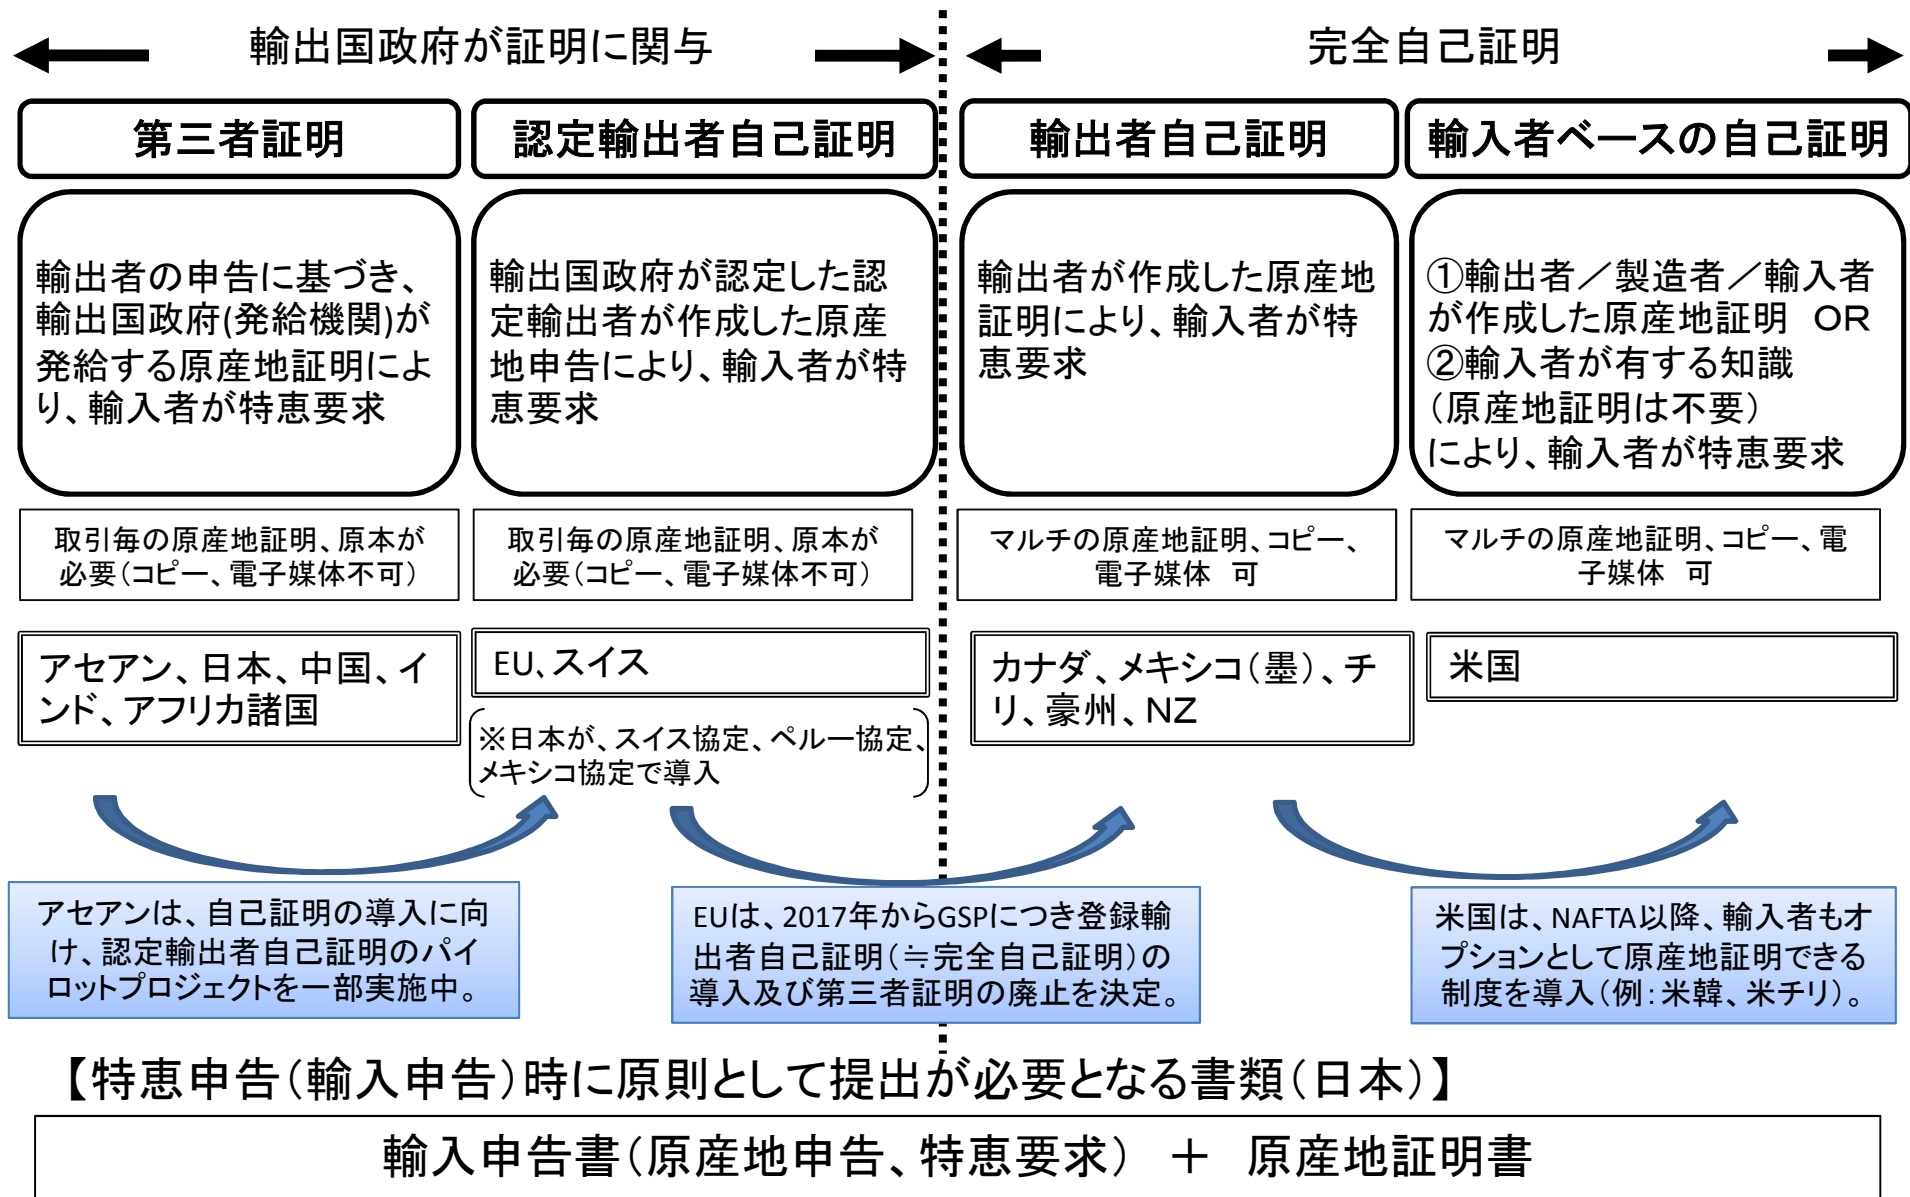 輸出国政府が証明に関与
完全自己証明
第三者証明
認定輸出者自己証明
輸出者自己証明
輸入者ベースの自己証明
輸出者の申告に基づき、
輸出国政府(発給機関)が
発給する原産地証明によ
り、輸入者が特恵要求
輸出国政府が認定した認
定輸出者が作成した原産
地申告により、輸入者が特
恵要求
輸出者が作成した原産地
証明により、輸入者が特
恵要求
①輸出者／製造者／輸入者
が作成した原産地証明　OR
②輸入者が有する知識
（原産地証明は不要）
により、輸入者が特恵要求
取引毎の原産地証明、原本が
必要（コピー、電子媒体不可）
取引毎の原産地証明、原本が
必要（コピー、電子媒体不可）
マルチの原産地証明、コピー、
電子媒体　可
マルチの原産地証明、コピー、電
子媒体　可
アセアン、日本、中国、イ
ンド、アフリカ諸国
EU、スイス
※日本が、スイス協定、ペルー協定、
メキシコ協定で導入
カナダ、メキシコ（墨）、チ
リ、豪州、NZ
米国
アセアンは、自己証明の導入に向
け、認定輸出者自己証明のパイ
ロットプロジェクトを一部実施中。
EUは、2017年からGSPにつき登録輸
出者自己証明（≒完全自己証明）の
導入及び第三者証明の廃止を決定。
米国は、NAFTA以降、輸入者もオ
プションとして原産地証明できる
制度を導入（例：米韓、米チリ）。
【特恵申告（輸入申告）時に原則として提出が必要となる書類（日本）】
輸入申告書（原産地申告、特恵要求）　＋　原産地証明書